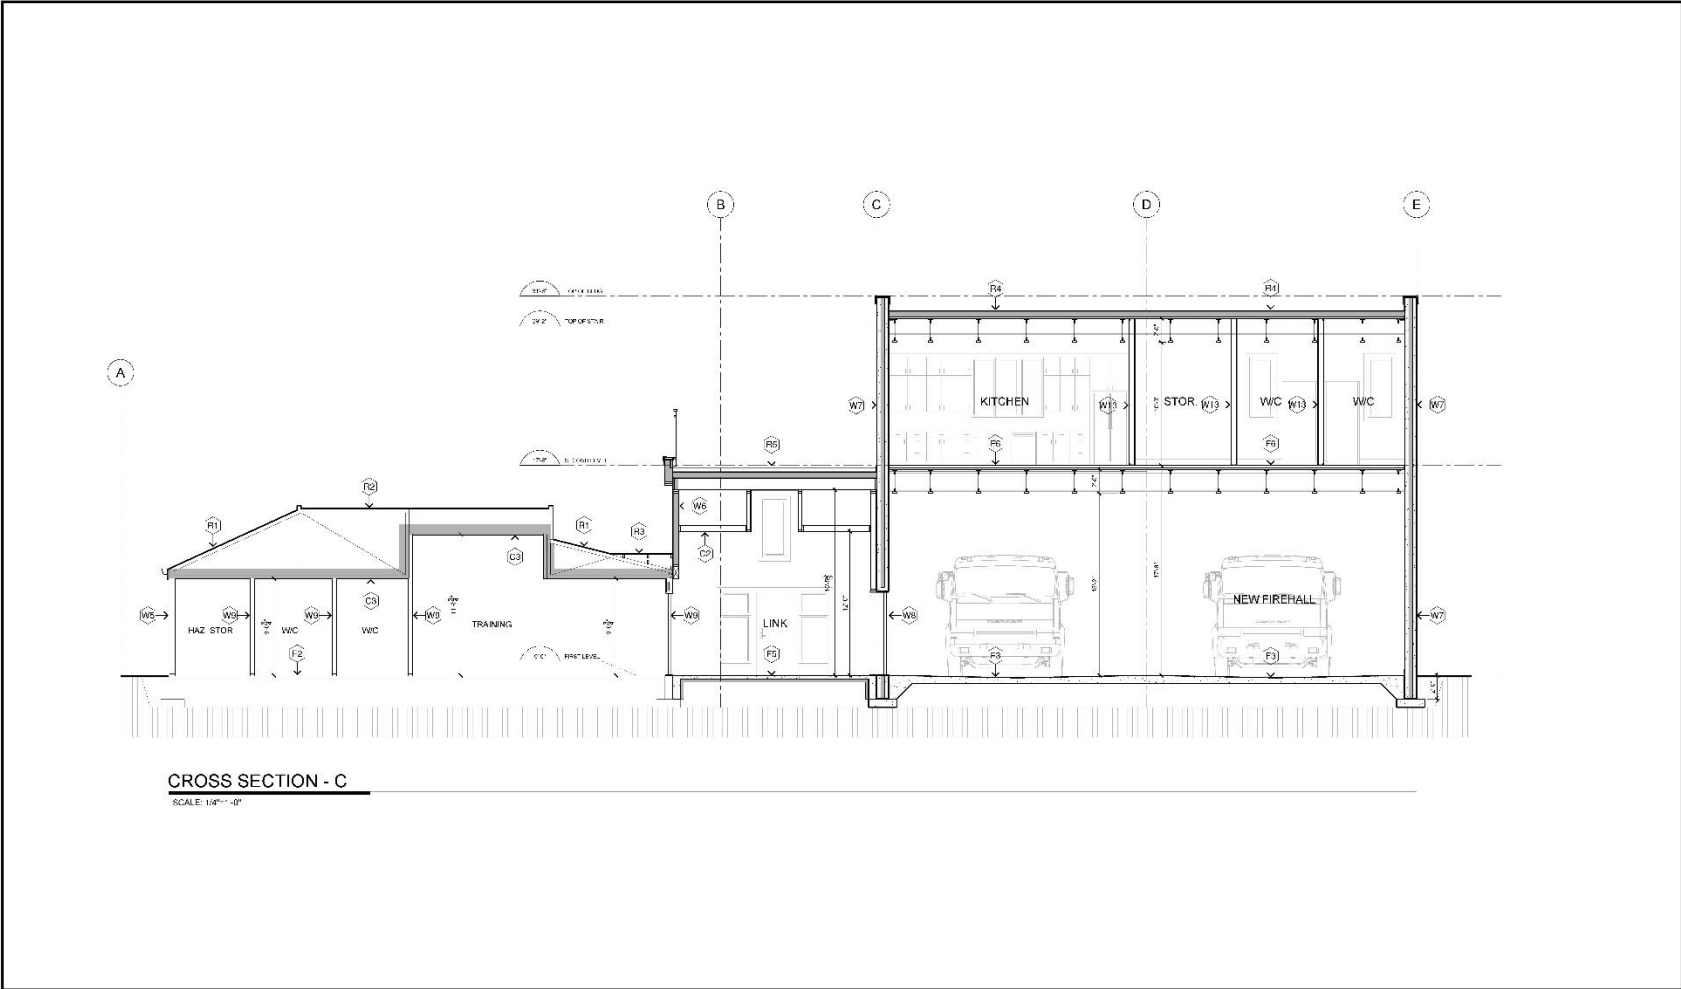 B
C
D
E
R4
R4
TOP OF STAIR
A
KITCHEN
STOR.
W/C
W/C
W7
W13
W13
W13
W7
R5
F6
F6
R2
R1
R1
R3
W6
C2
C3
C3
W5
W9
W9
W9
W9
W8
W7
HAZ STOR
W/C
W/C
TRAINING
LINK
NEW FIREHALL
F2
FIRST LEVEL
F5
F3
F3
CROSS SECTION - C